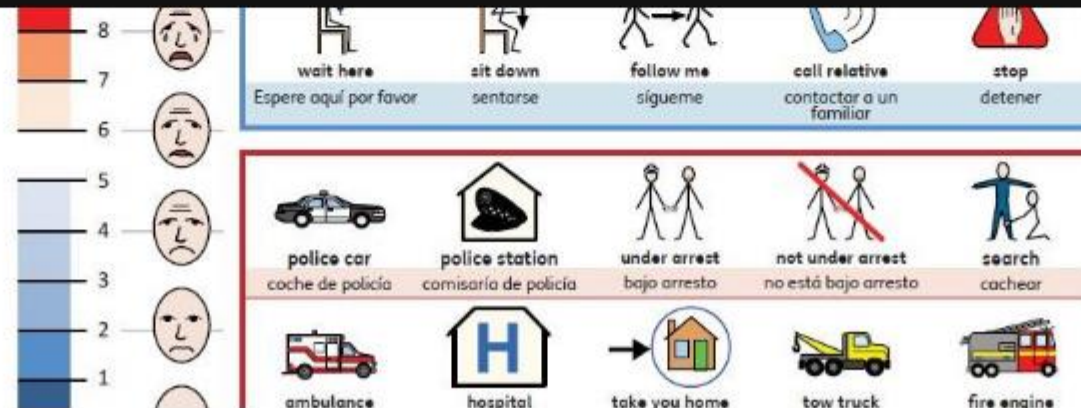 8
7
6
5
4
3
2
1
wait here sit down follow me call relative stop
Espere aquí por favor sentarse sígueme contactar a un familiar detener
police car police station under arrest not under arrest search
coche de policía comisaría de policía bajo arresto no está bajo arresto cachear
H
ambulance hospital take you home tow truck fire engine